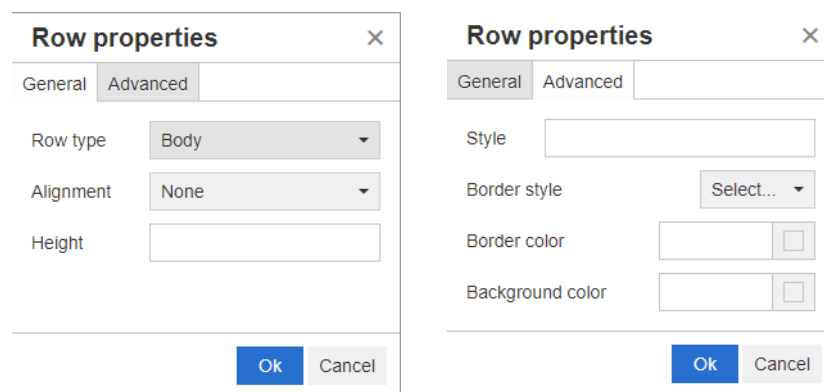 Row properties ×
General Advanced
Row type Body
Alignment None
Height
Ok Cancel
Row properties ×
General Advanced
Style
Border style Select...
Border color
Background color
Ok Cancel